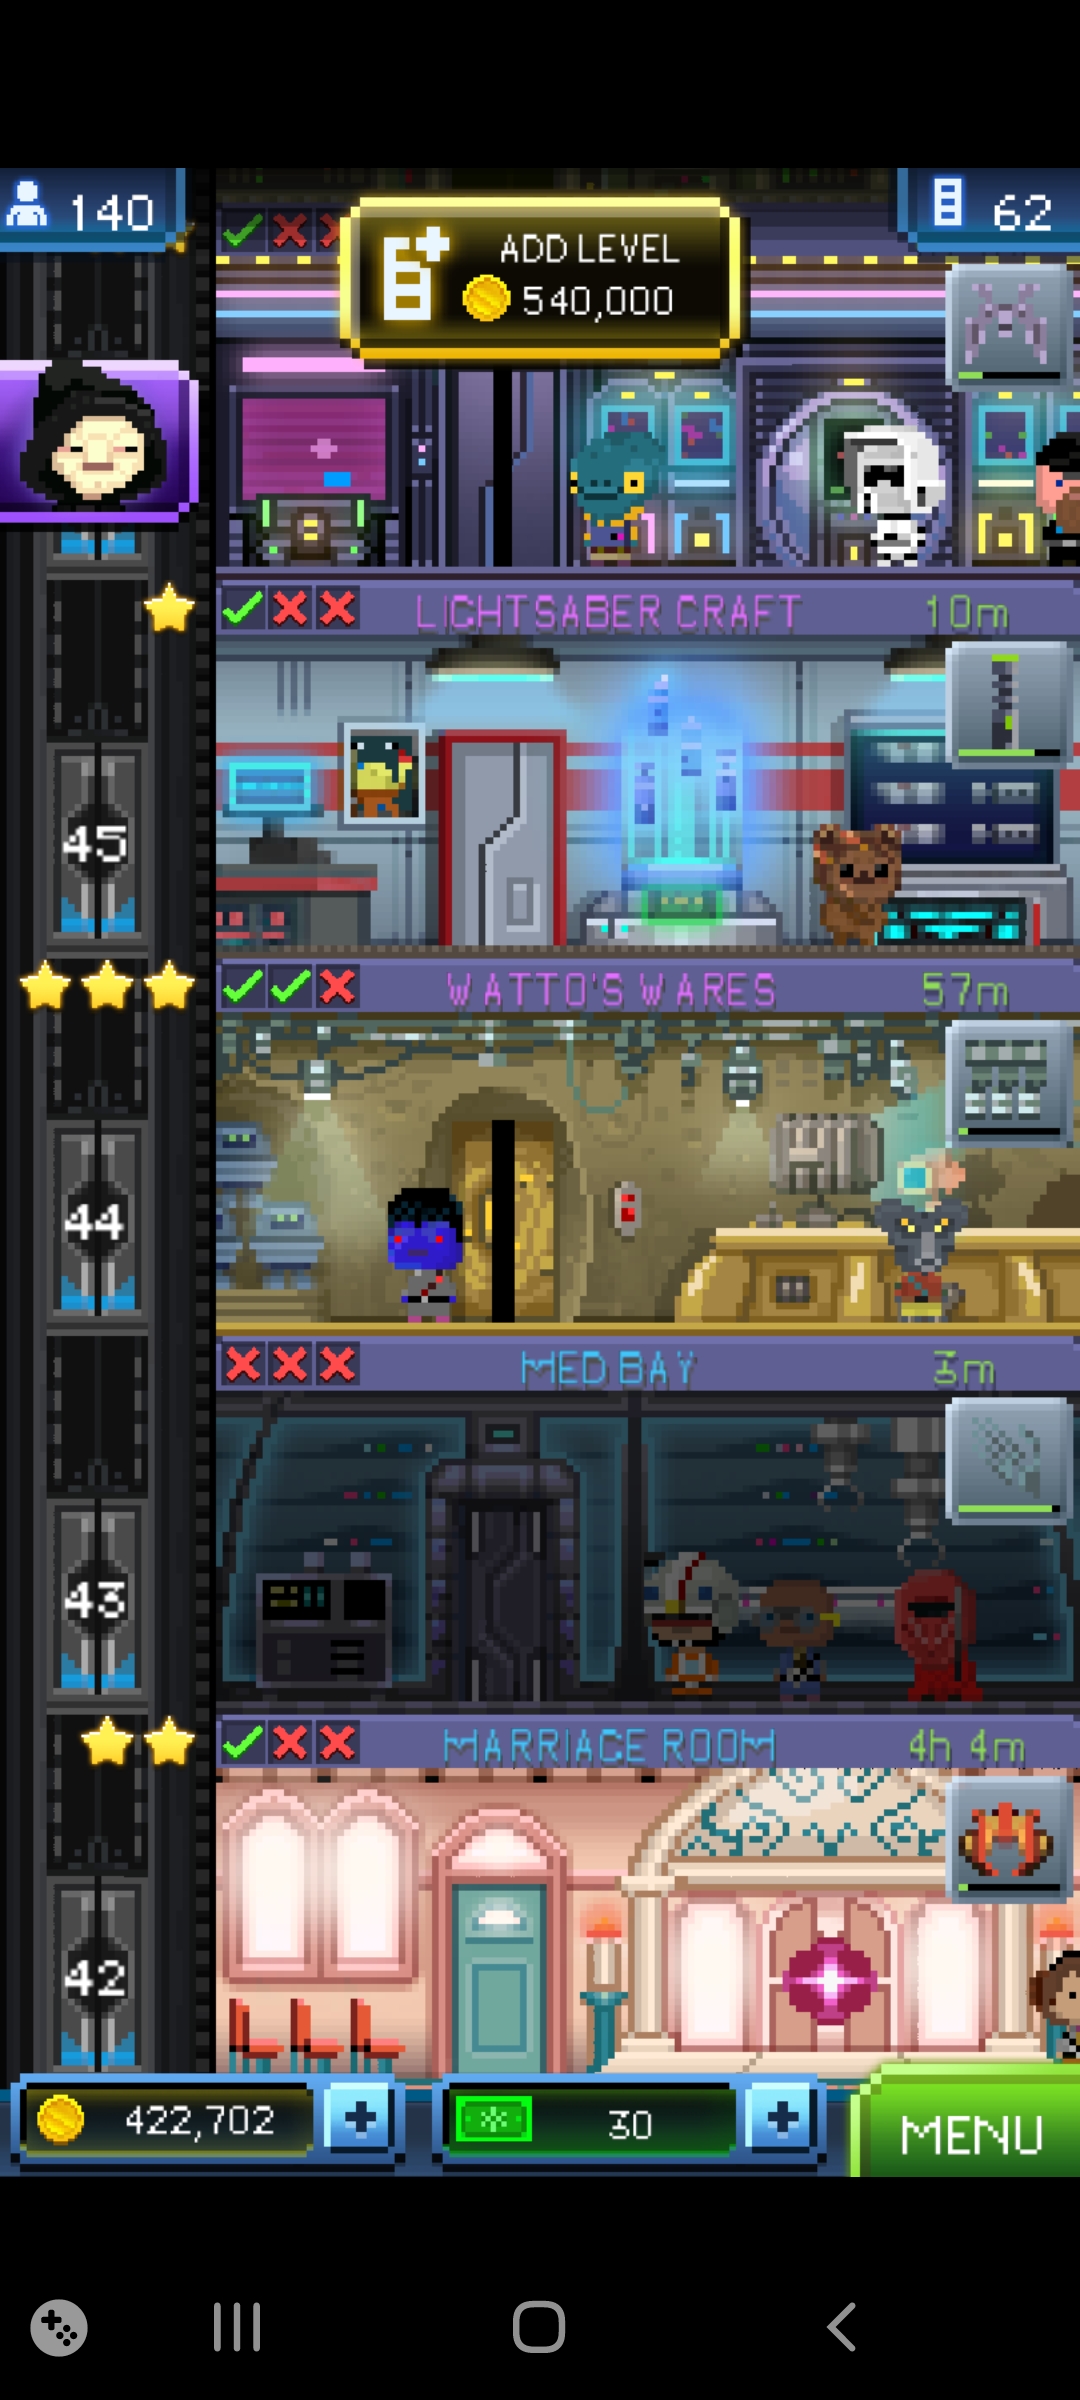 140
ADD LEVEL
540,000
62
LIGHTSABER CRAFT 10m
45
WATTO'S WARES 57m
44
MED BAY 3m
43
MARRIAGE ROOM 4h 4m
42
422,702
30
MENU